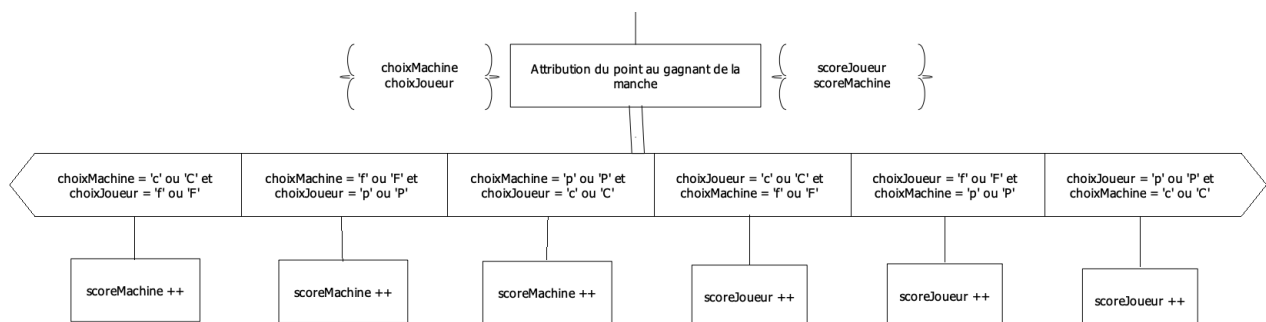 choixMachine
choixJoueur
Attribution du point au gagnant de la
manche
scoreJoueur
scoreMachine
choixMachine = 'c' ou 'C' et
choixJoueur = 'f' ou 'F'
choixMachine = 'f' ou 'F' et
choixJoueur = 'p' ou 'P'
choixMachine = 'p' ou 'P' et
choixJoueur = 'c' ou 'C'
choixJoueur = 'c' ou 'C' et
choixMachine = 'f' ou 'F'
choixJoueur = 'f' ou 'F' et
choixMachine = 'p' ou 'P'
choixJoueur = 'p' ou 'P' et
choixMachine = 'c' ou 'C'
scoreMachine ++
scoreMachine ++
scoreMachine ++
scoreJoueur ++
scoreJoueur ++
scoreJoueur ++